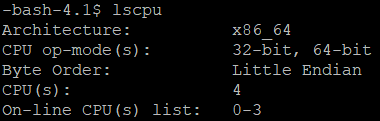 -bash-4.1$ lscpu
Architecture:          x86_64
CPU op-mode(s):        32-bit, 64-bit
Byte Order:            Little Endian
CPU(s):                4
On-line CPU(s) list:   0-3